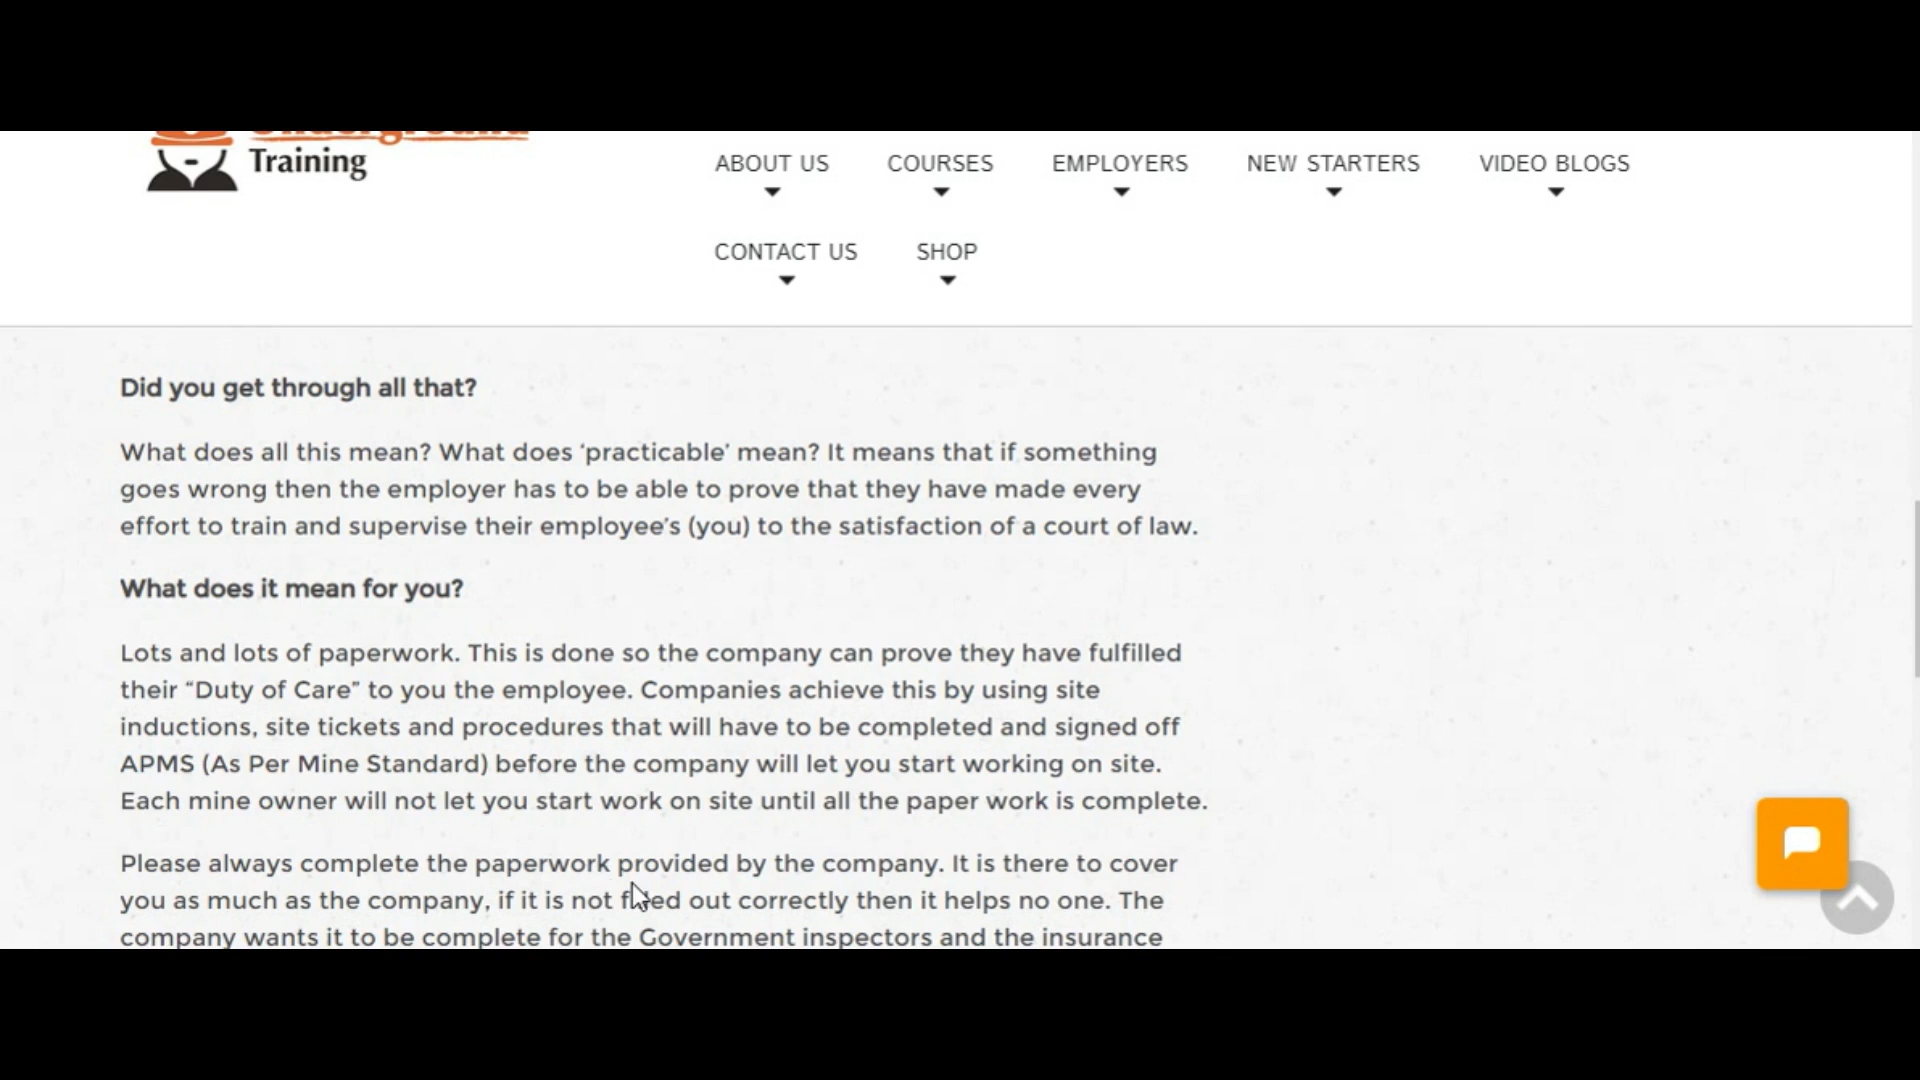 Training
ABOUT US COURSES EMPLOYERS NEW STARTERS VIDEO BLOGS
CONTACT US SHOP
Did you get through all that?
What does all this mean? What does ‘practicable’ mean? It means that if something
goes wrong then the employer has to be able to prove that they have made every
effort to train and supervise their employee’s (you) to the satisfaction of a court of law.
What does it mean for you?
Lots and lots of paperwork. This is done so the company can prove they have fulfilled
their “Duty of Care” to you the employee. Companies achieve this by using site
inductions, site tickets and procedures that will have to be completed and signed off
APMS (As Per Mine Standard) before the company will let you start working on site.
Each mine owner will not let you start work on site until all the paper work is complete.
Please always complete the paperwork provided by the company. It is there to cover
you as much as the company, if it is not filled out correctly then it helps no one. The
company wants it to be complete for the Government inspectors and the insurance